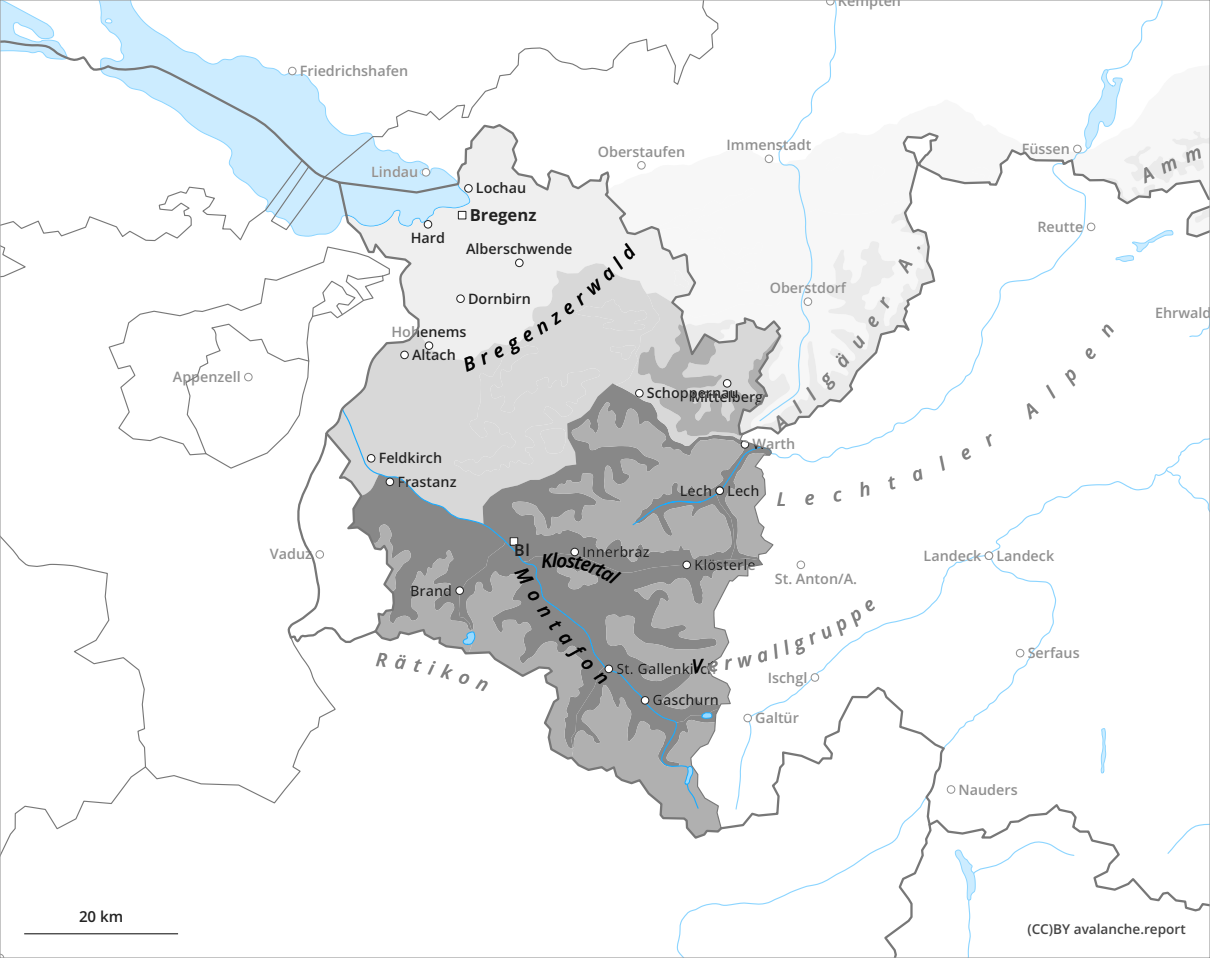 Kempten
Friedrichshafen
Füssen
Immenstadt
Oberstaufen
Amm
Lindau
Lochau
Bregenz
Reutte
Hard
Alberschwende
Bregenzerwald
Allgäuer A.
Oberstdorf
Dornbirn
Ehrwald
Hohenems
Altach
Appenzell
Schoppernau
Mittelberg
Lechtaler Alpen
Warth
Feldkirch
Frastanz
Lech
Lech
Vaduz
Bl
Innerbraz
Klostertal
Klösterle
Landeck
Landeck
St. Anton/A.
Brand
Montafon
Verwallgruppe
Rätikon
St. Gallenkirch
Serfaus
Ischgl
Gaschurn
Galtür
Nauders
20 km
(CC)BY avalanche.report